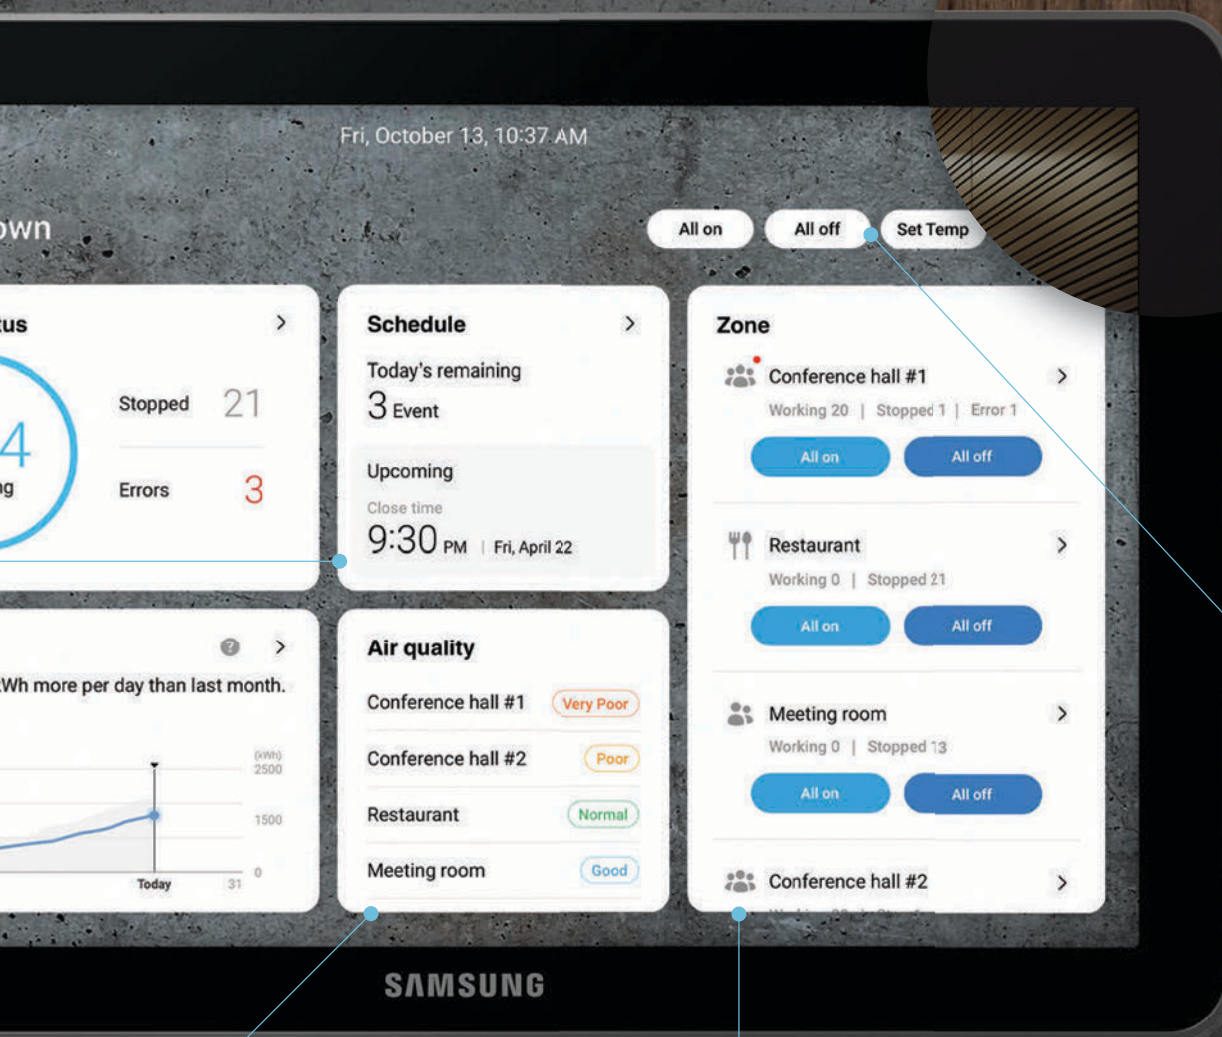 Fri, October 13, 10:37 AM
own
All on
All off
Set Temp
tus
4
ng
Stopped 21
Errors 3
Schedule
Today's remaining
3 Event
Upcoming
Close time
9:30 PM | Fri, April 22
Zone
Conference hall #1
Working 20 | Stopped 1 | Error 1
All on
All off
Restaurant
Working 0 | Stopped 21
All on
All off
Meeting room
Working 0 | Stopped 13
All on
All off
Conference hall #2
?
Wh more per day than last month.
(kWh)
2500
1500
0
Today
31
Air quality
Conference hall #1 Very Poor
Conference hall #2 Poor
Restaurant Normal
Meeting room Good
SAMSUNG